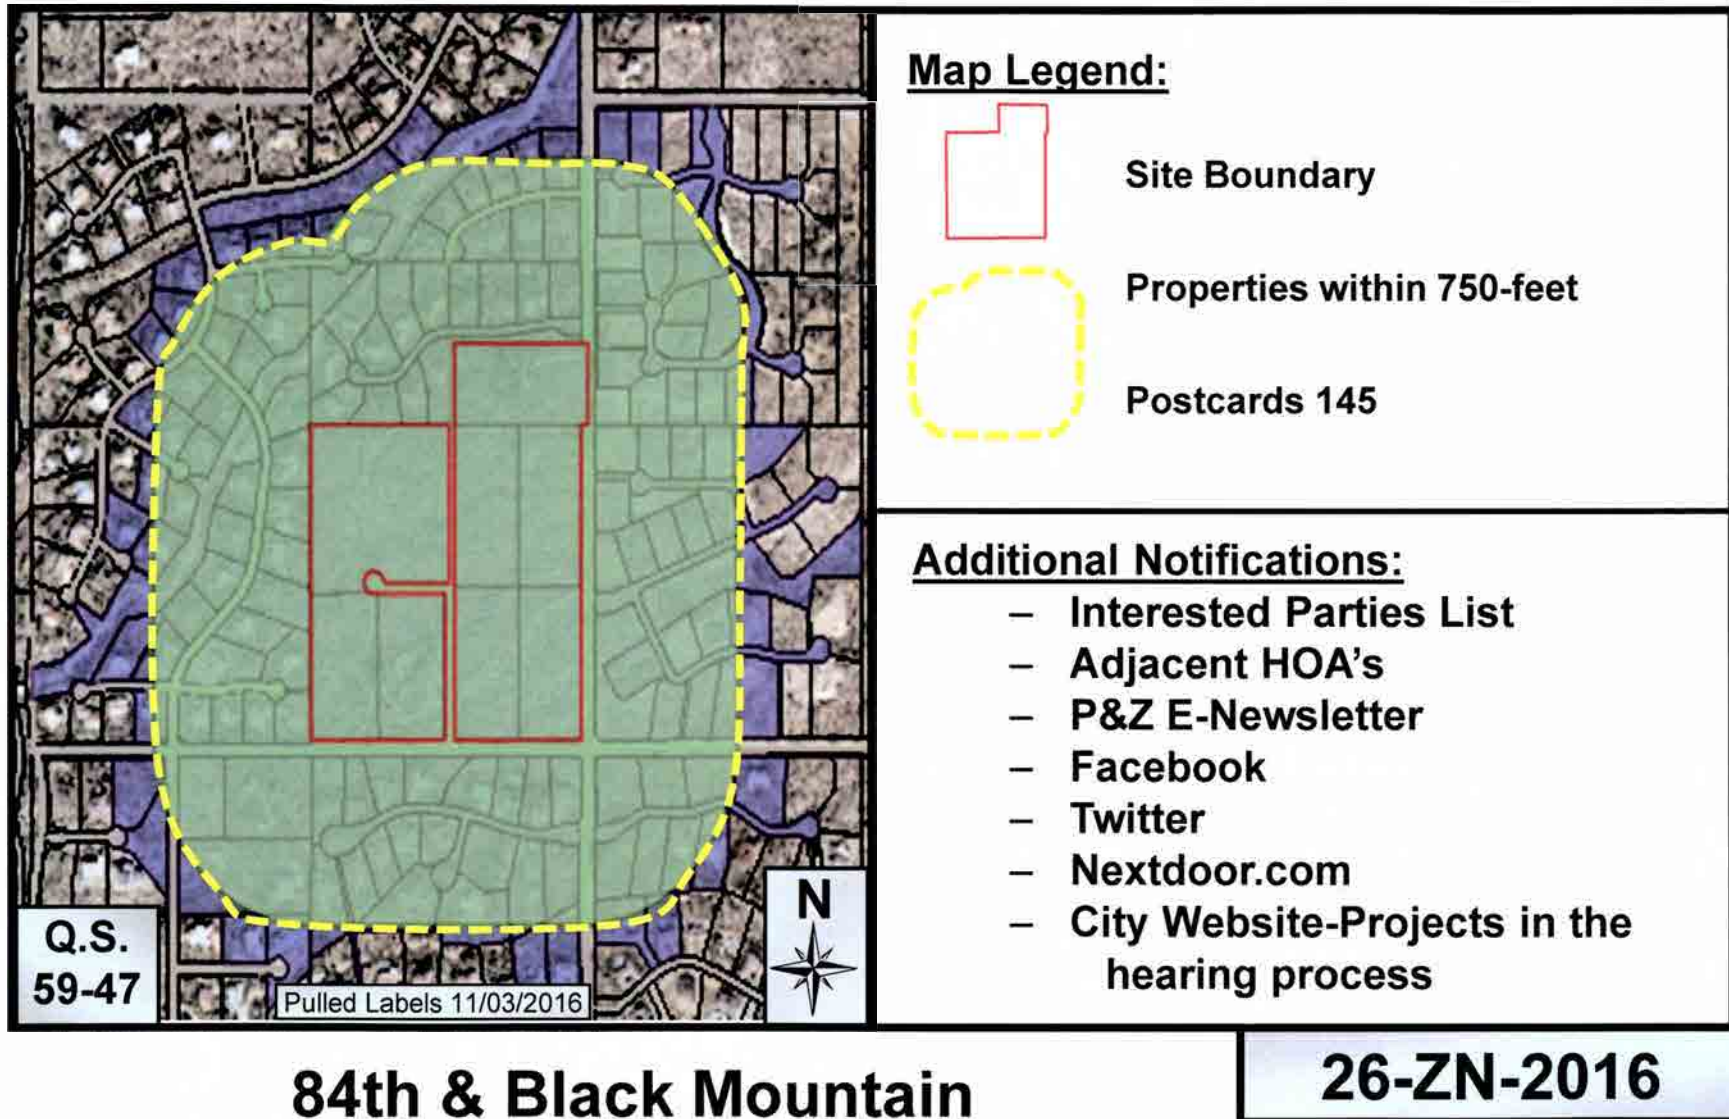 Map Legend:
Site Boundary
Properties within 750-feet
Postcards 145
Additional Notifications:
– Interested Parties List
– Adjacent HOA's
– P&Z E-Newsletter
– Facebook
– Twitter
– Nextdoor.com
– City Website-Projects in the
hearing process
Q.S.
59-47
Pulled Labels 11/03/2016
N
84th & Black Mountain
26-ZN-2016